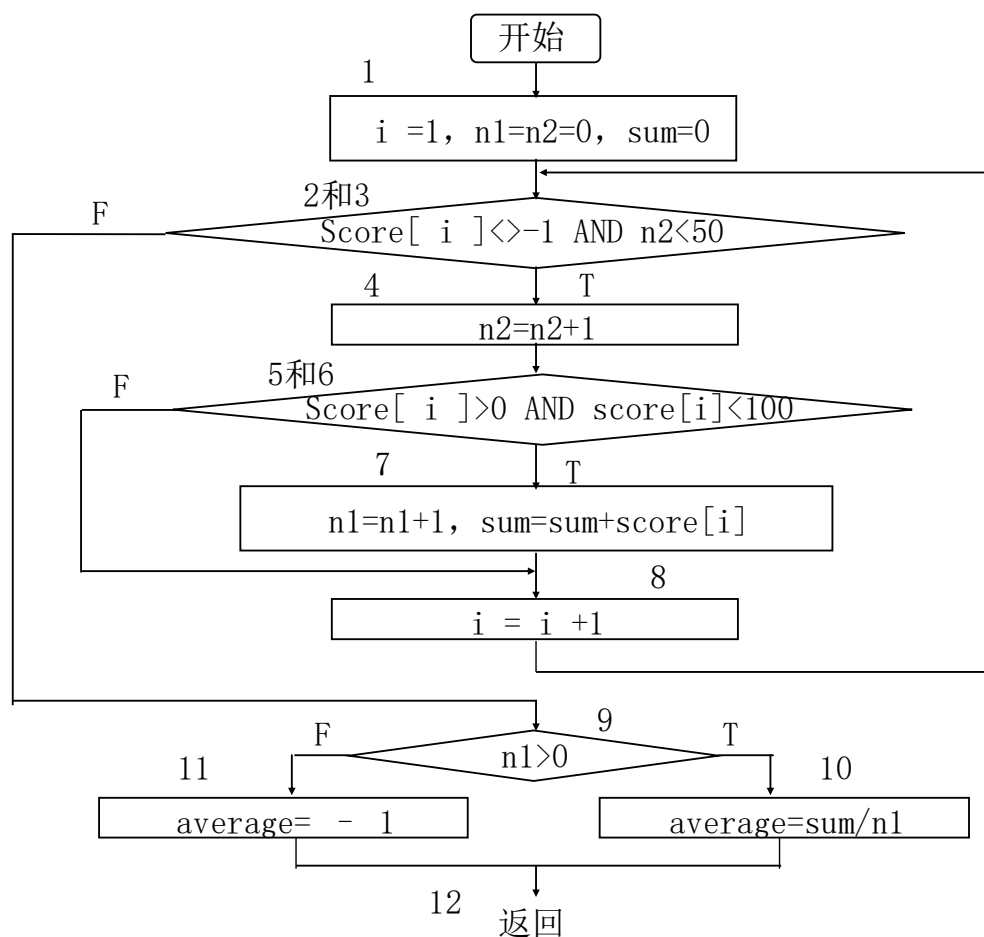 开始
1
i =1, n1=n2=0, sum=0
2和3
F
Score[ i ]<>-1 AND n2<50
4
T
n2=n2+1
5和6
F
Score[ i ]>0 AND score[i]<100
7
T
n1=n1+1, sum=sum+score[i]
8
i = i +1
9
F
T
n1>0
11
10
average= - 1
average=sum/n1
12
返回